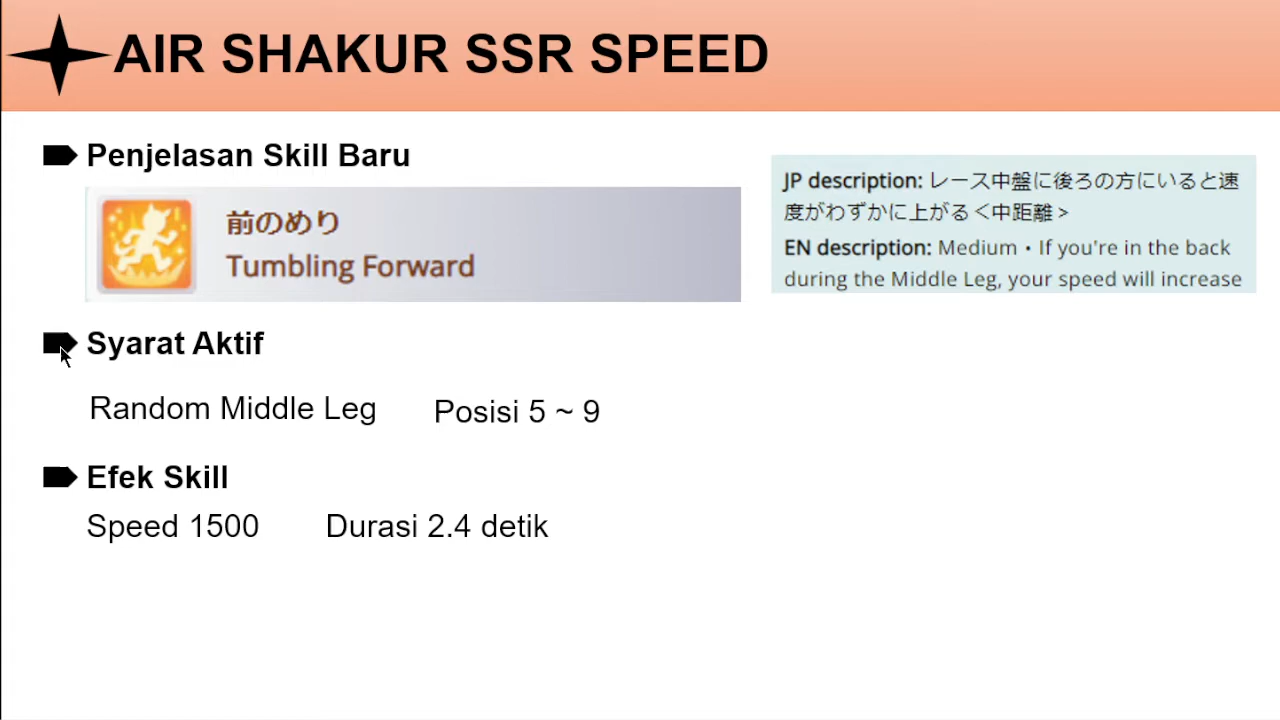 AIR SHAKUR SSR SPEED
Penjelasan Skill Baru
前のめり
Tumbling Forward
JP description: レース中盤に後ろの方にいると速
度がわずかに上がる＜中距離＞
EN description: Medium・If you're in the back
during the Middle Leg, your speed will increase
Syarat Aktif
Random Middle Leg
Posisi 5 ~ 9
Efek Skill
Speed 1500
Durasi 2.4 detik